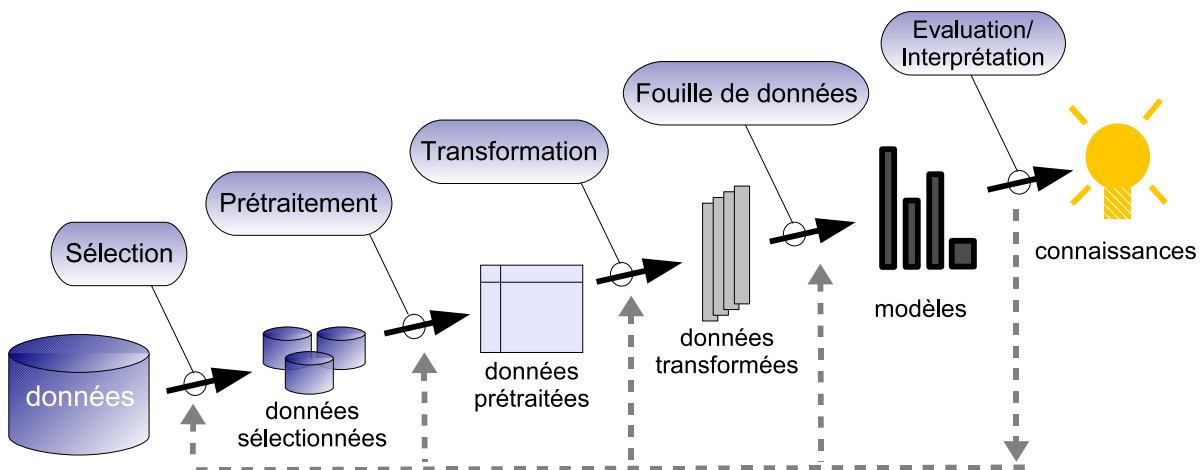 Evaluation/
Interprétation
Fouille de données
Transformation
Prétraitement
Sélection
données
données
sélectionnées
données
prétraitées
données
transformées
modèles
connaissances